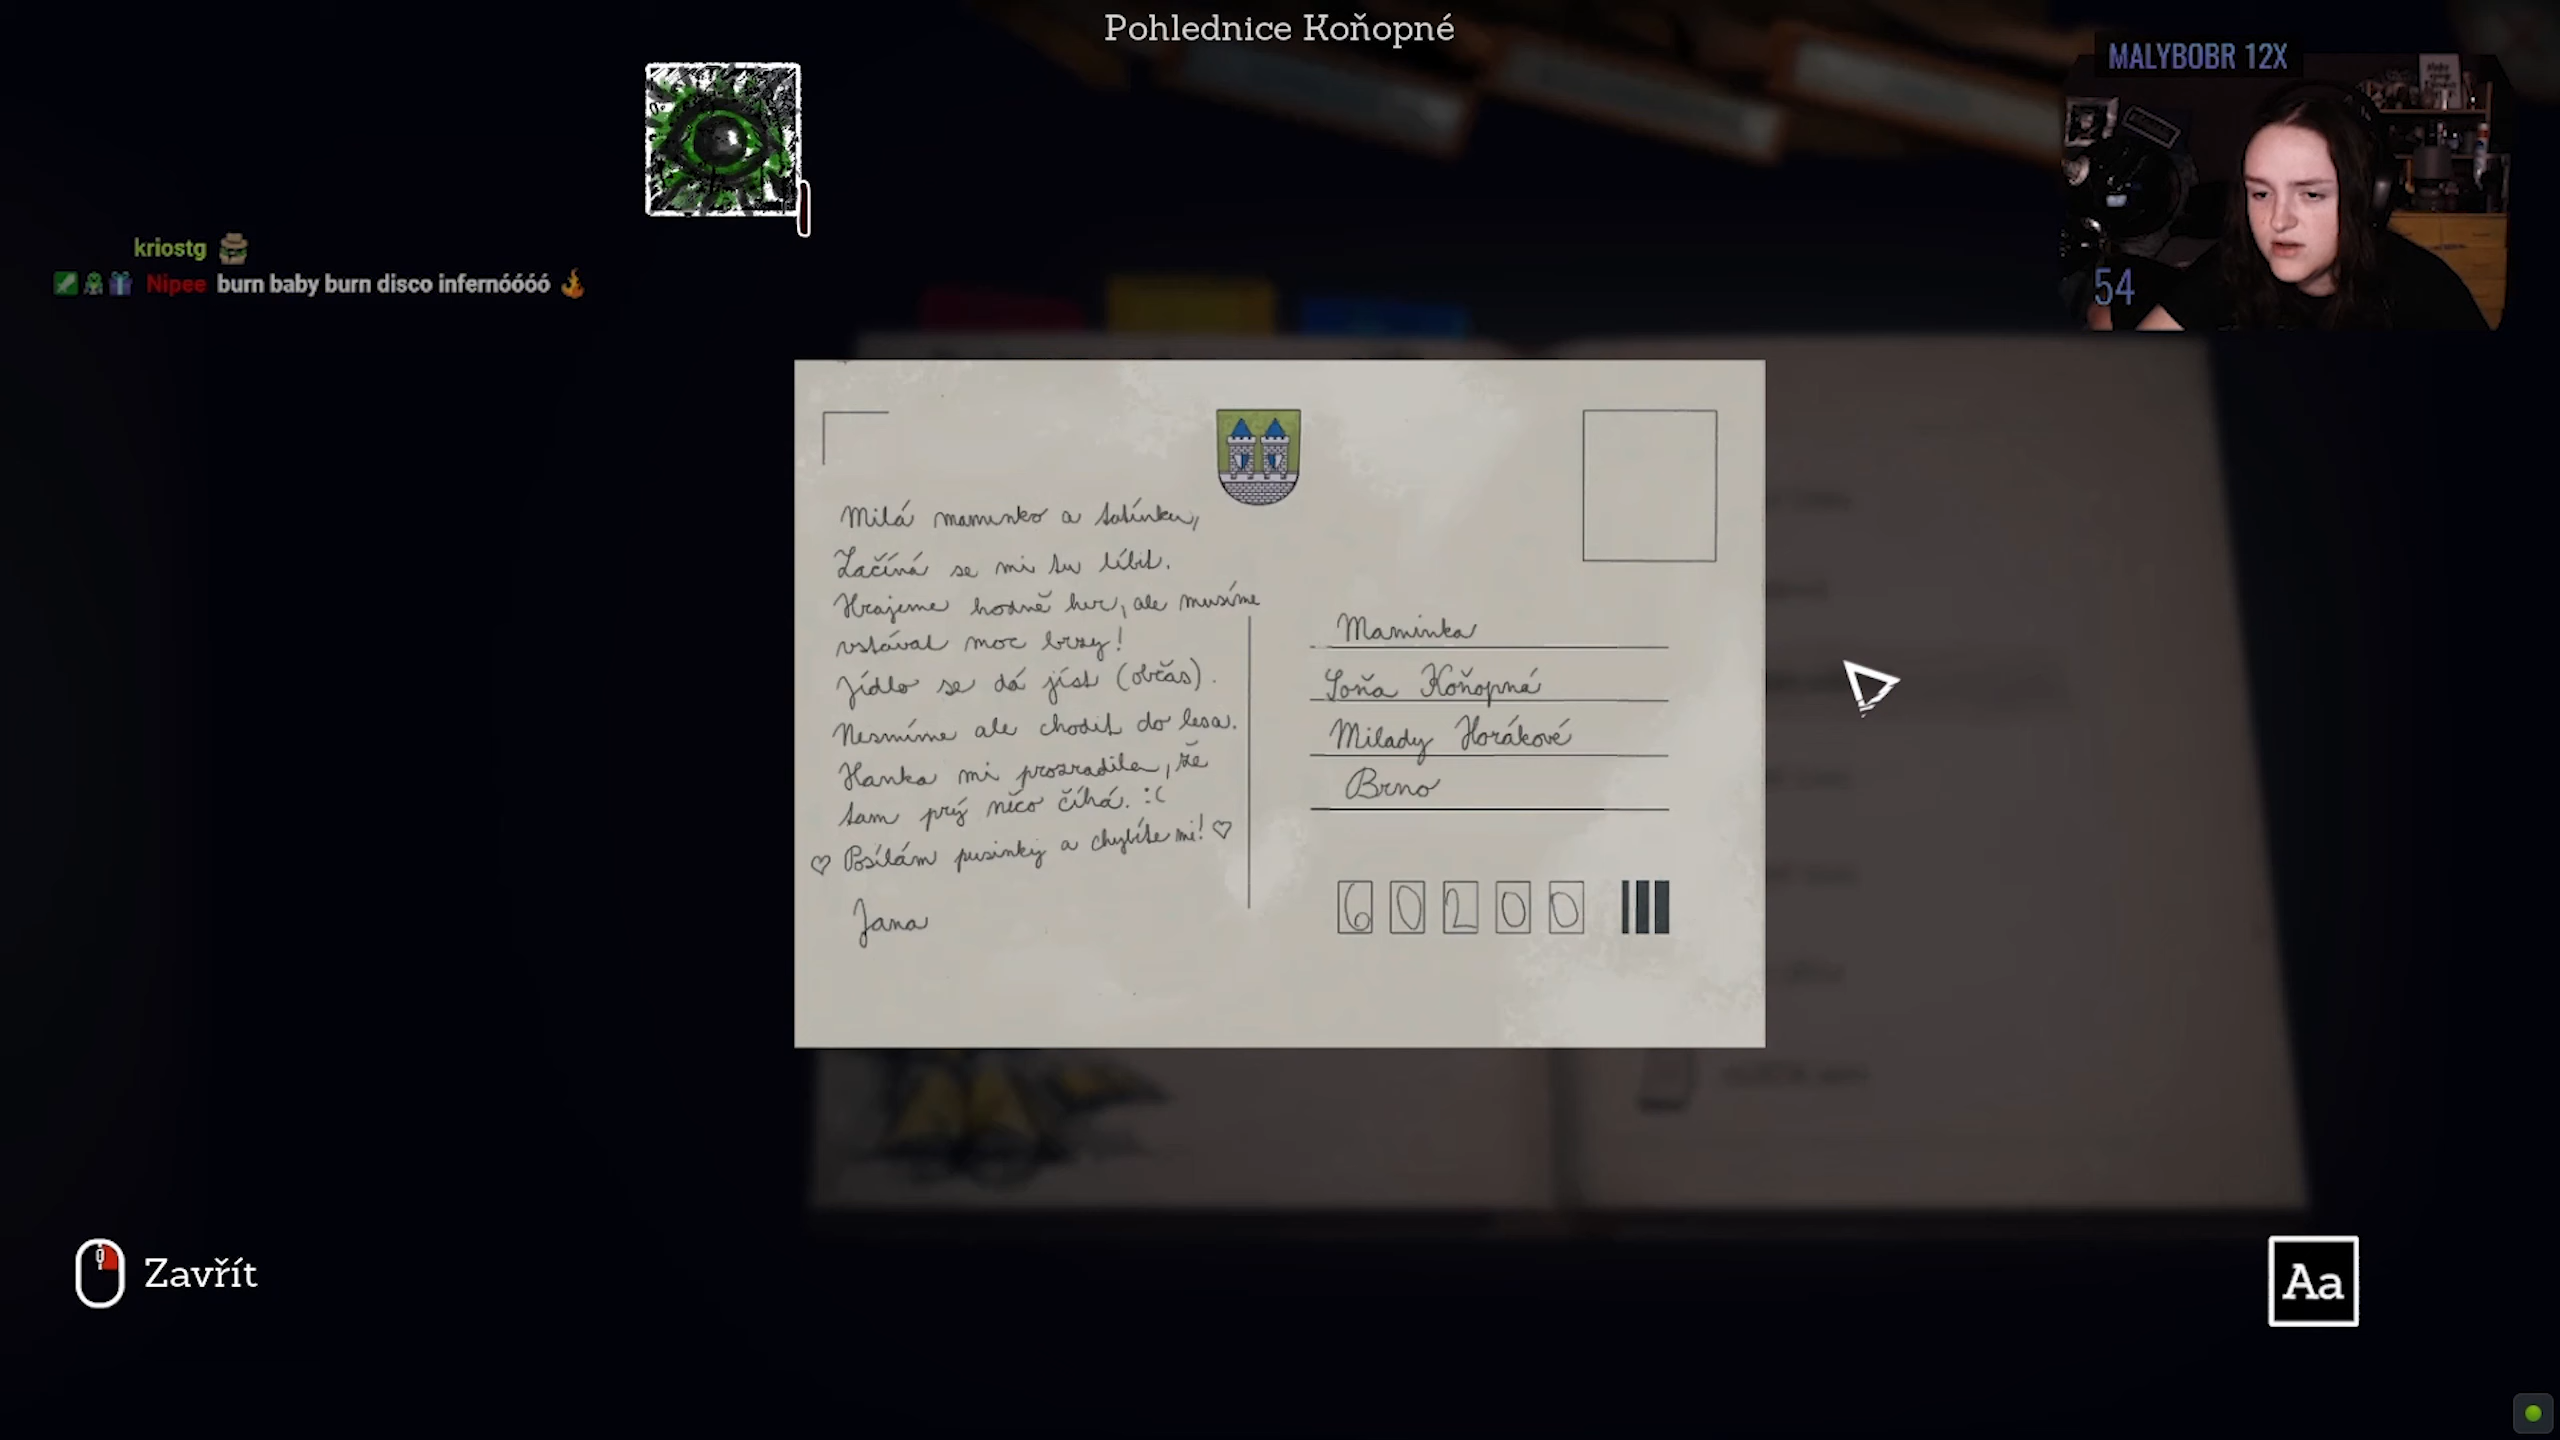 Pohlednice Koňopné
MALYBOBR 12X
54
kriostg
Nipee burn baby burn disco infernóóóó
Milá maminko a tatínku,
Začíná se mi tu líbit.
Hrajeme hodně her, ale musíme
vstávat moc brzy!
Jídlo se dá jíst (občas).
Nesmíme ale chodit do lesa.
Hanka mi prozradila, že
tam prý něco číhá. :(
♡ Posílám pusinky a chybíte mi! ♡
Jana
Maminka
Soňa Koňopná
Milady Horákové
Brno
60200
Zavřít
Aa